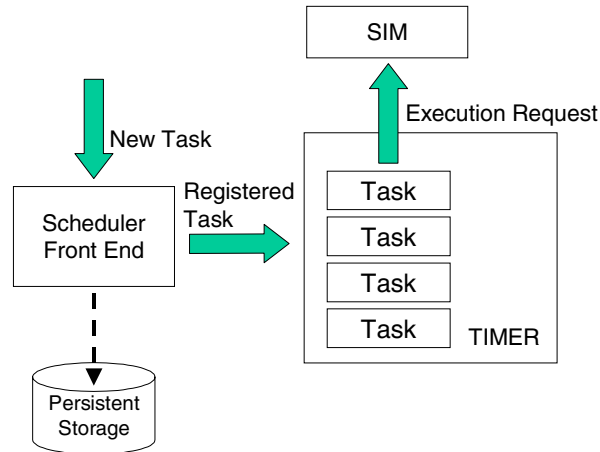 SIM
Execution Request
New Task
Registered
Task
Scheduler
Front End
Task
Task
Task
Task
TIMER
Persistent
Storage